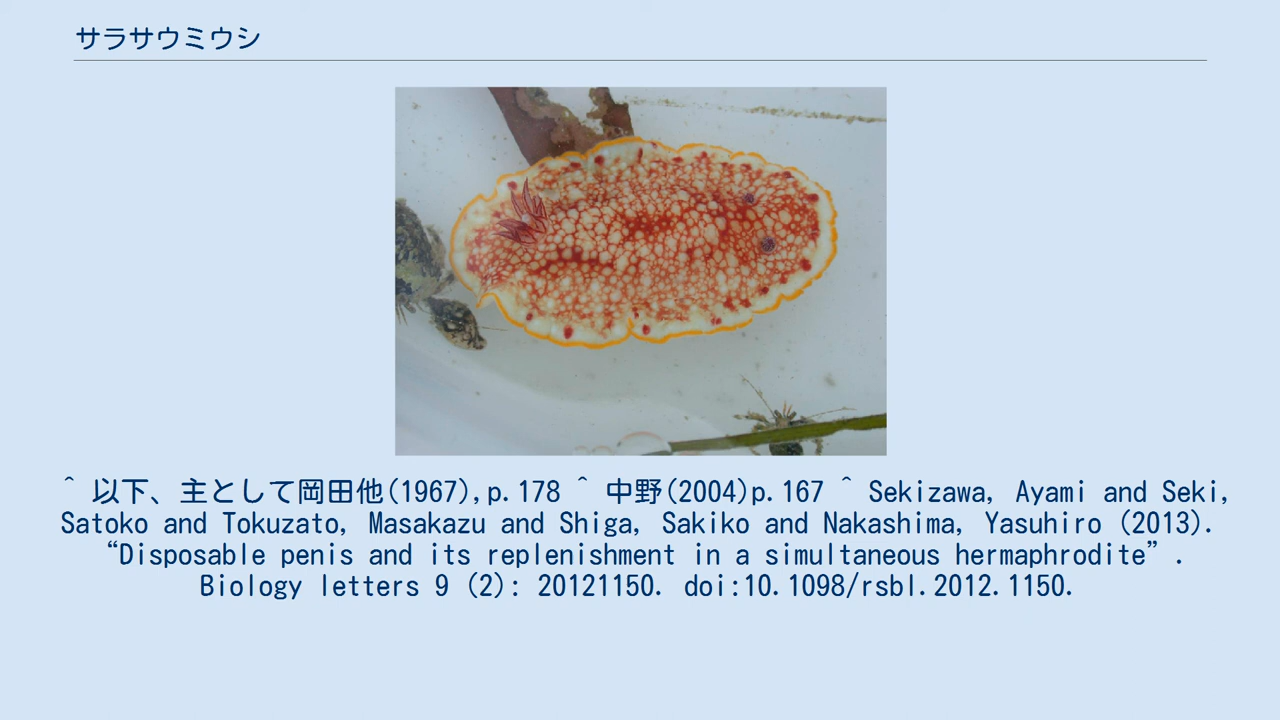 サラサウミウシ
^ 以下、主として岡田他(1967),p.178 ^ 中野(2004)p.167 ^ Sekizawa, Ayami and Seki,
Satoko and Tokuzato, Masakazu and Shiga, Sakiko and Nakashima, Yasuhiro (2013).
“Disposable penis and its replenishment in a simultaneous hermaphrodite”.
Biology letters 9 (2): 20121150. doi:10.1098/rsbl.2012.1150.